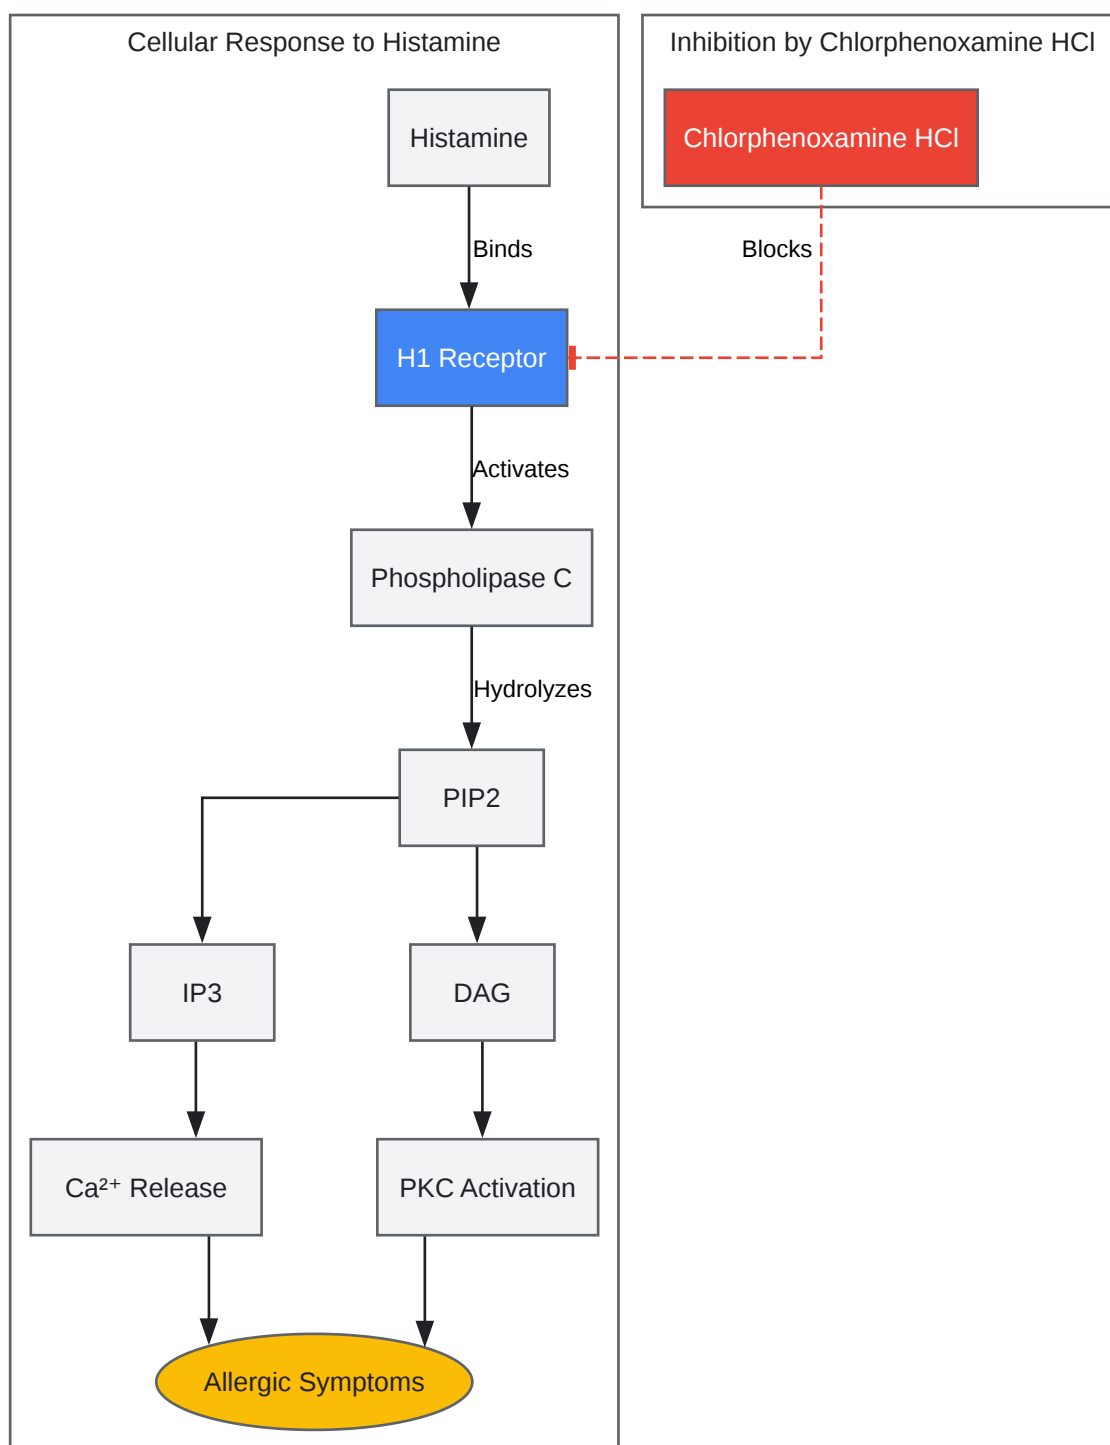 Cellular Response to Histamine
Inhibition by Chlorphenoxamine HCl
Histamine
Chlorphenoxamine HCl
Binds
Blocks
H1 Receptor
Activates
Phospholipase C
Hydrolyzes
PIP2
IP3
DAG
Ca²⁺ Release
PKC Activation
Allergic Symptoms